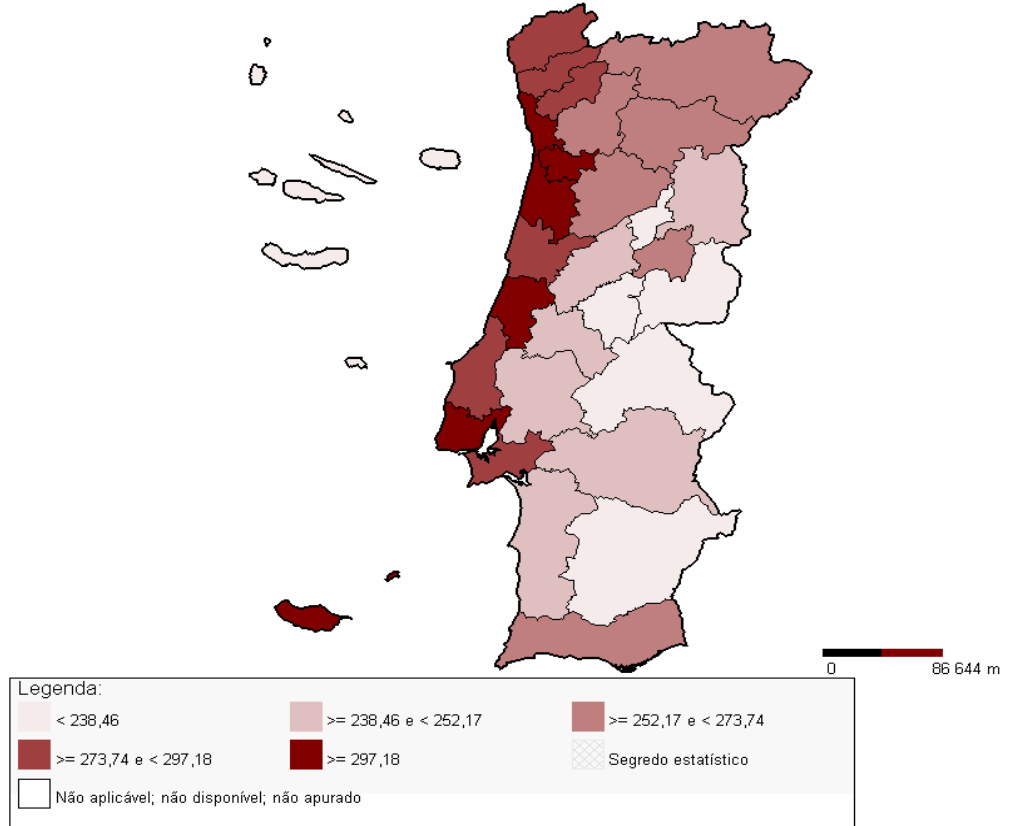 0 86 644 m
Legenda:
< 238,46 >= 238,46 e < 252,17 >= 252,17 e < 273,74
>= 273,74 e < 297,18 >= 297,18 Segredo estatístico
Não aplicável; não disponível; não apurado